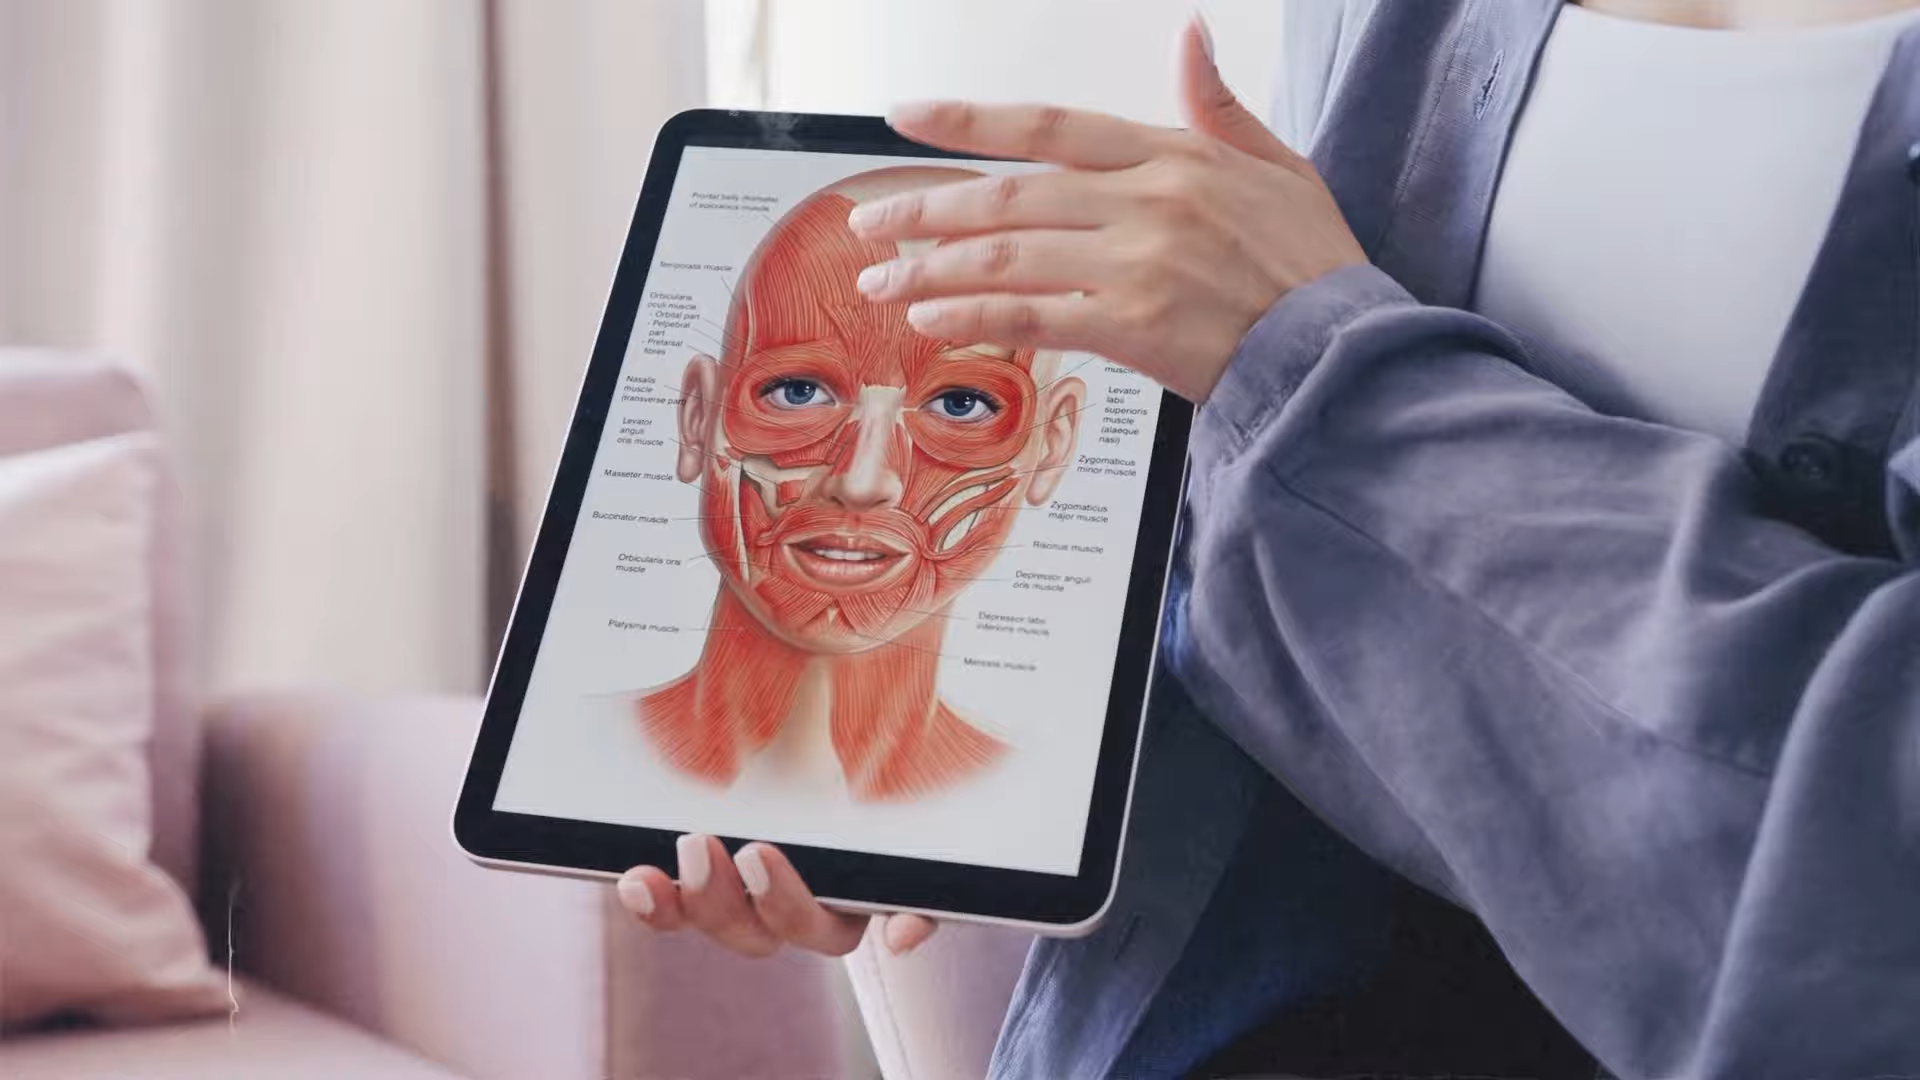 Frontal belly (frontalis)
of epicranius muscle
Temporalis muscle
Orbicularis
oculi muscle
- Orbital part
- Pelpebral
part
- Pretarsal
fibres
Nasalis
muscle
(transverse part)
Levator
anguli
oris muscle
Masseter muscle
Buccinator muscle
Orbicularis oris
muscle
Platysma muscle
muscle
Levator
labii
superioris
muscle
(alaeque
nasi)
Zygomaticus
minor muscle
Zygomaticus
major muscle
Risorius muscle
Depressor anguli
oris muscle
Depressor labii
inferioris muscle
Mentalis muscle